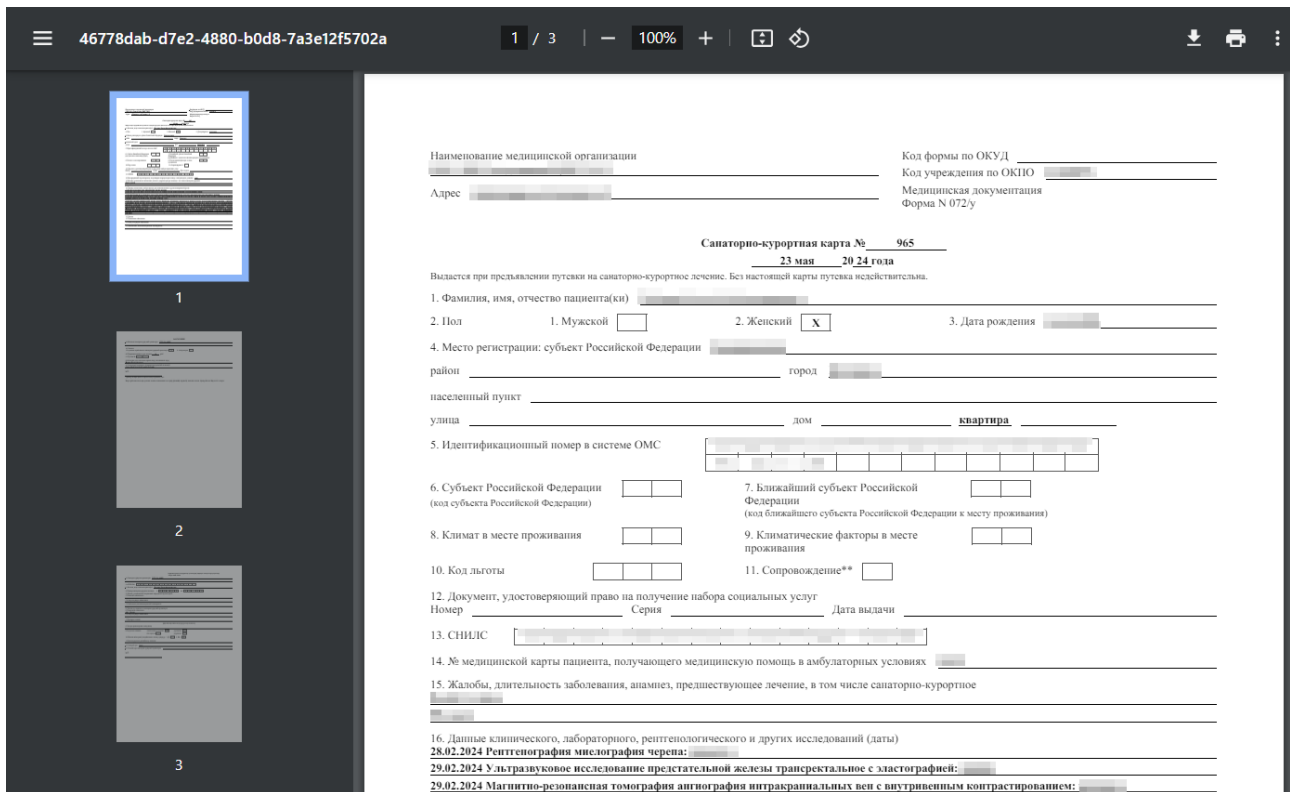 46778dab-d7e2-4880-b0d8-7a3e12f5702a
1 / 3
100%
1
2
3
Наименование медицинской организации
Код формы по ОКУД
Код учреждения по ОКПО
Адрес
Медицинская документация
Форма N 072/у
Санаторно-курортная карта № 965
23 мая 20 24 года
Выдается при предъявлении путевки на санаторно-курортное лечение. Без настоящей карты путевка недействительна.
1. Фамилия, имя, отчество пациента(ки)
2. Пол 1. Мужской 2. Женский X 3. Дата рождения
4. Место регистрации: субъект Российской Федерации
район город
населенный пункт
улица дом квартира
5. Идентификационный номер в системе ОМС
6. Субъект Российской Федерации
(код субъекта Российской Федерации)
7. Ближайший субъект Российской
Федерации
(код ближайшего субъекта Российской Федерации к месту проживания)
8. Климат в месте проживания
9. Климатические факторы в месте
проживания
10. Код льготы
11. Сопровождение**
12. Документ, удостоверяющий право на получение набора социальных услуг
Номер Серия Дата выдачи
13. СНИЛС
14. № медицинской карты пациента, получающего медицинскую помощь в амбулаторных условиях
15. Жалобы, длительность заболевания, анамнез, предшествующее лечение, в том числе санаторно-курортное
16. Данные клинического, лабораторного, рентгенологического и других исследований (даты)
28.02.2024 Рентгенография миелография черепа:
29.02.2024 Ультразвуковое исследование предстательной железы трансректальное с эластографией:
29.02.2024 Магнитно-резонансная томография ангиография интракраниальных вен с внутривенным контрастированием: